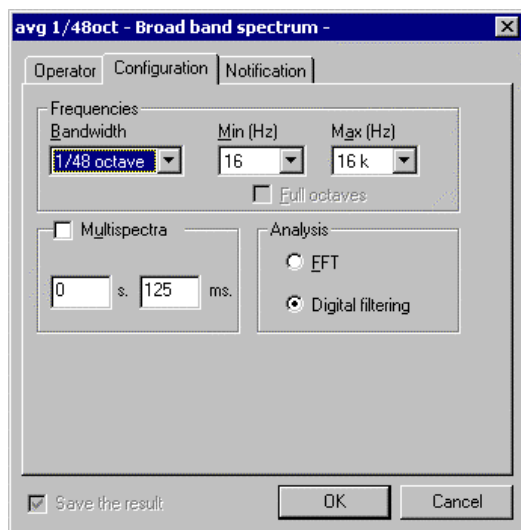 avg 1/48oct - Broad band spectrum -
Operator Configuration Notification
Frequencies
Bandwidth Min (Hz) Max (Hz)
1/48 octave 16 16 k
Full octaves
Multispectra Analysis
FFT
0 s. 125 ms.
Digital filtering
Save the result OK Cancel